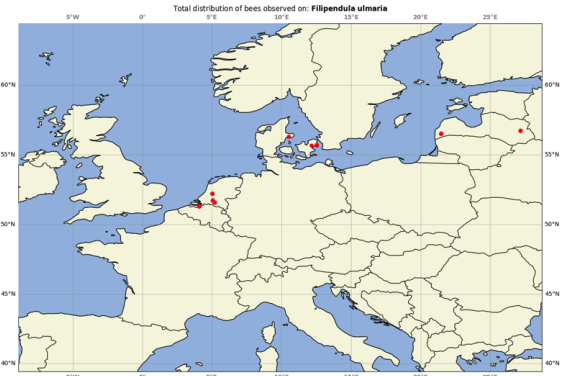 Total distribution of bees observed on: Filipendula ulmaria
5°W 0° 5°E 10°E 15°E 20°E 25°E
60°N 60°N
55°N 55°N
50°N 50°N
45°N 45°N
40°N 40°N